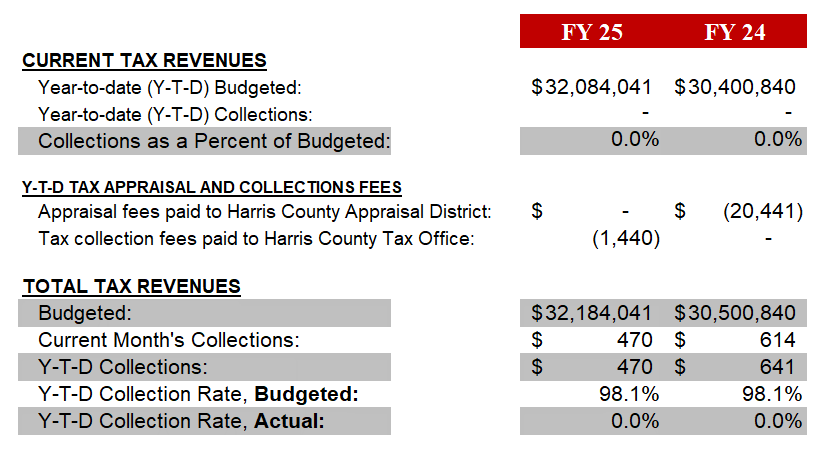 FY 25 FY 24
CURRENT TAX REVENUES
Year-to-date (Y-T-D) Budgeted: $32,084,041 $30,400,840
Year-to-date (Y-T-D) Collections: - -
Collections as a Percent of Budgeted: 0.0% 0.0%
Y-T-D TAX APPRAISAL AND COLLECTIONS FEES
Appraisal fees paid to Harris County Appraisal District: $ - $ (20,441)
Tax collection fees paid to Harris County Tax Office: (1,440) -
TOTAL TAX REVENUES
Budgeted: $32,184,041 $30,500,840
Current Month's Collections: $ 470 $ 614
Y-T-D Collections: $ 470 $ 641
Y-T-D Collection Rate, Budgeted: 98.1% 98.1%
Y-T-D Collection Rate, Actual: 0.0% 0.0%